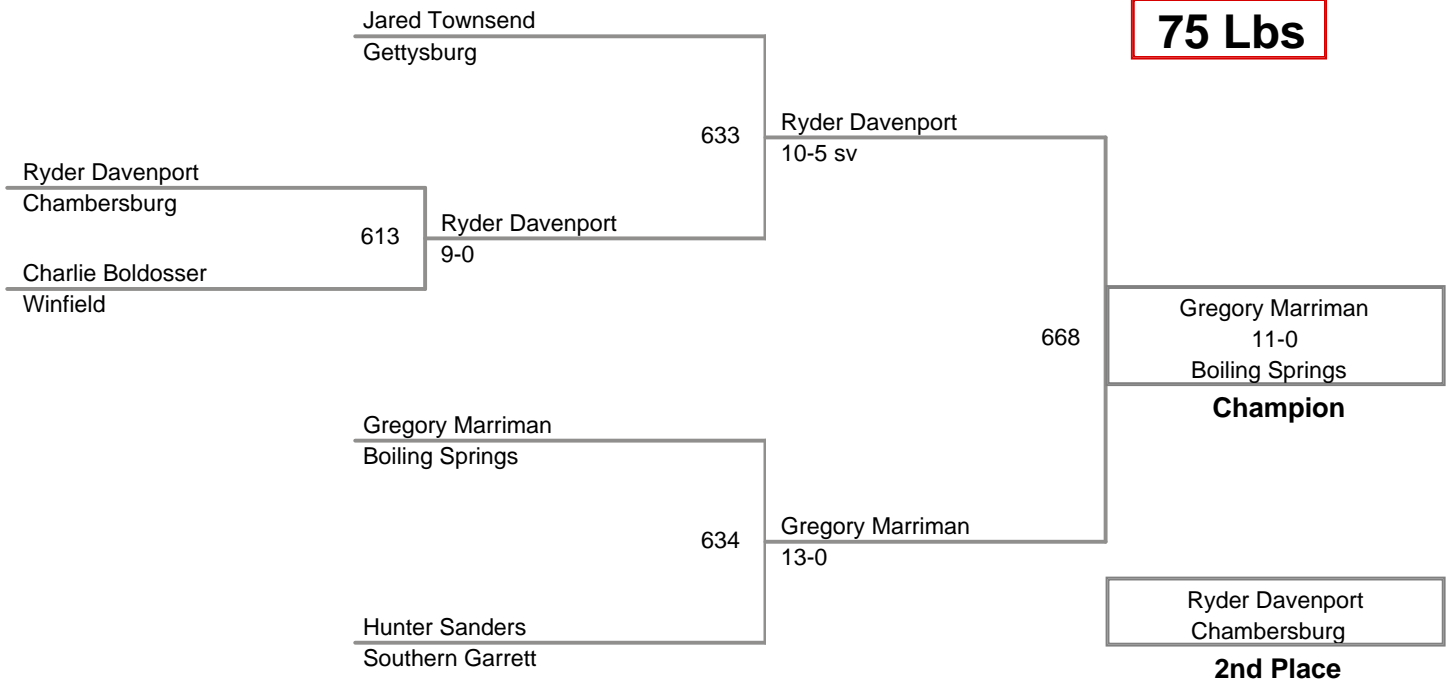 Jared Townsend
75 Lbs
Gettysburg
633
Ryder Davenport
10-5 sv
Ryder Davenport
Chambersburg
613
Ryder Davenport
9-0
Charlie Boldosser
Winfield
668
Gregory Marriman
11-0
Boiling Springs
Champion
Gregory Marriman
Boiling Springs
634
Gregory Marriman
13-0
Hunter Sanders
Southern Garrett
Ryder Davenport
Chambersburg
2nd Place